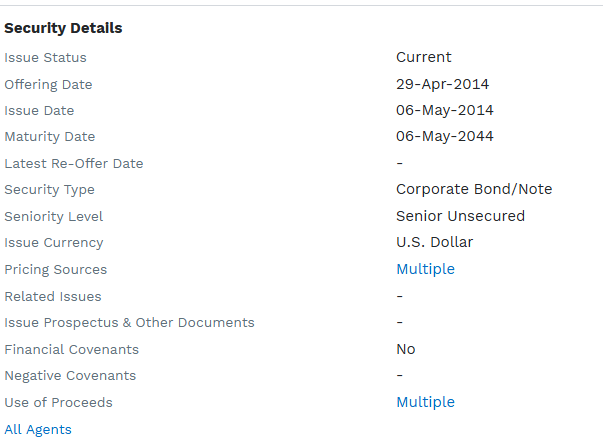 Security Details
Issue Status Current
Offering Date 29-Apr-2014
Issue Date 06-May-2014
Maturity Date 06-May-2044
Latest Re-Offer Date -
Security Type Corporate Bond/Note
Seniority Level Senior Unsecured
Issue Currency U.S. Dollar
Pricing Sources Multiple
Related Issues -
Issue Prospectus & Other Documents -
Financial Covenants No
Negative Covenants -
Use of Proceeds Multiple
All Agents